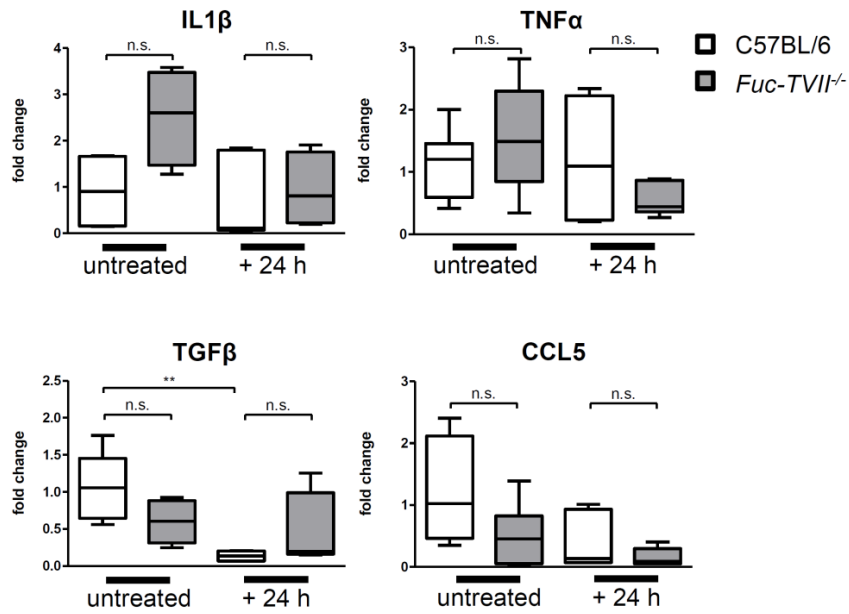 IL1β
fold change
4
3
2
1
0
n.s.
n.s.
untreated
+ 24 h
TNFα
fold change
3
2
1
0
n.s.
n.s.
untreated
+ 24 h
C57BL/6
Fuc-TVII-/-
TGFβ
fold change
2.5
2.0
1.5
1.0
0.5
0.0
**
n.s.
n.s.
untreated
+ 24 h
CCL5
fold change
3
2
1
0
n.s.
n.s.
untreated
+ 24 h